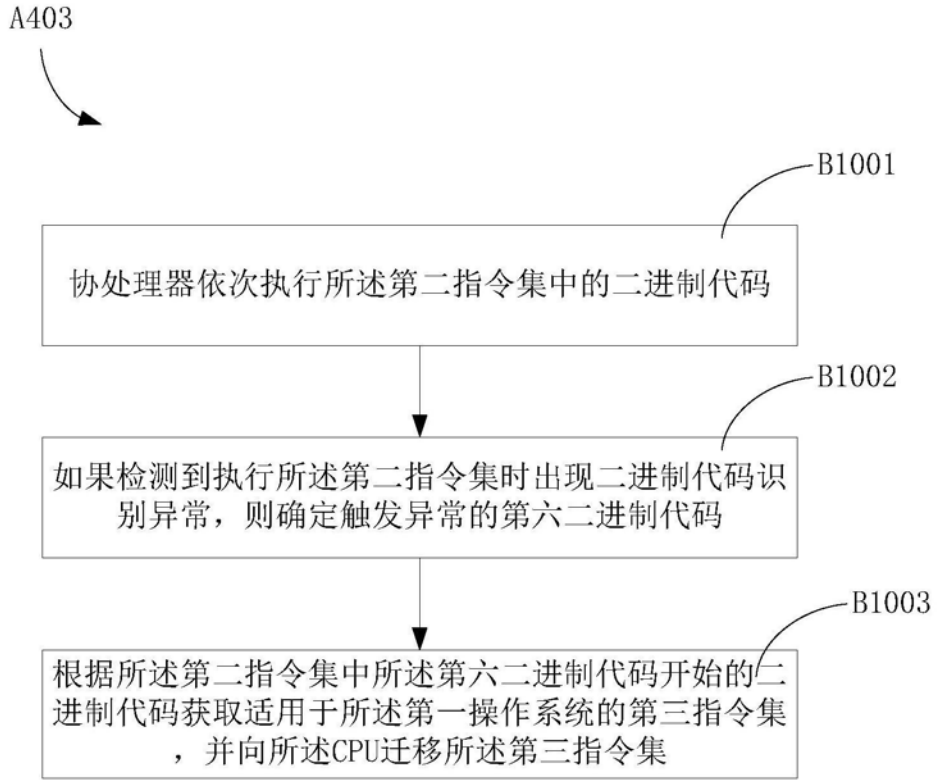 A403
B1001
协处理器依次执行所述第二指令集中的二进制代码
B1002
如果检测到执行所述第二指令集时出现二进制代码识
别异常，则确定触发异常的第六二进制代码
B1003
根据所述第二指令集中所述第六二进制代码开始的二
进制代码获取适用于所述第一操作系统的第三指令集
，并向所述CPU迁移所述第三指令集